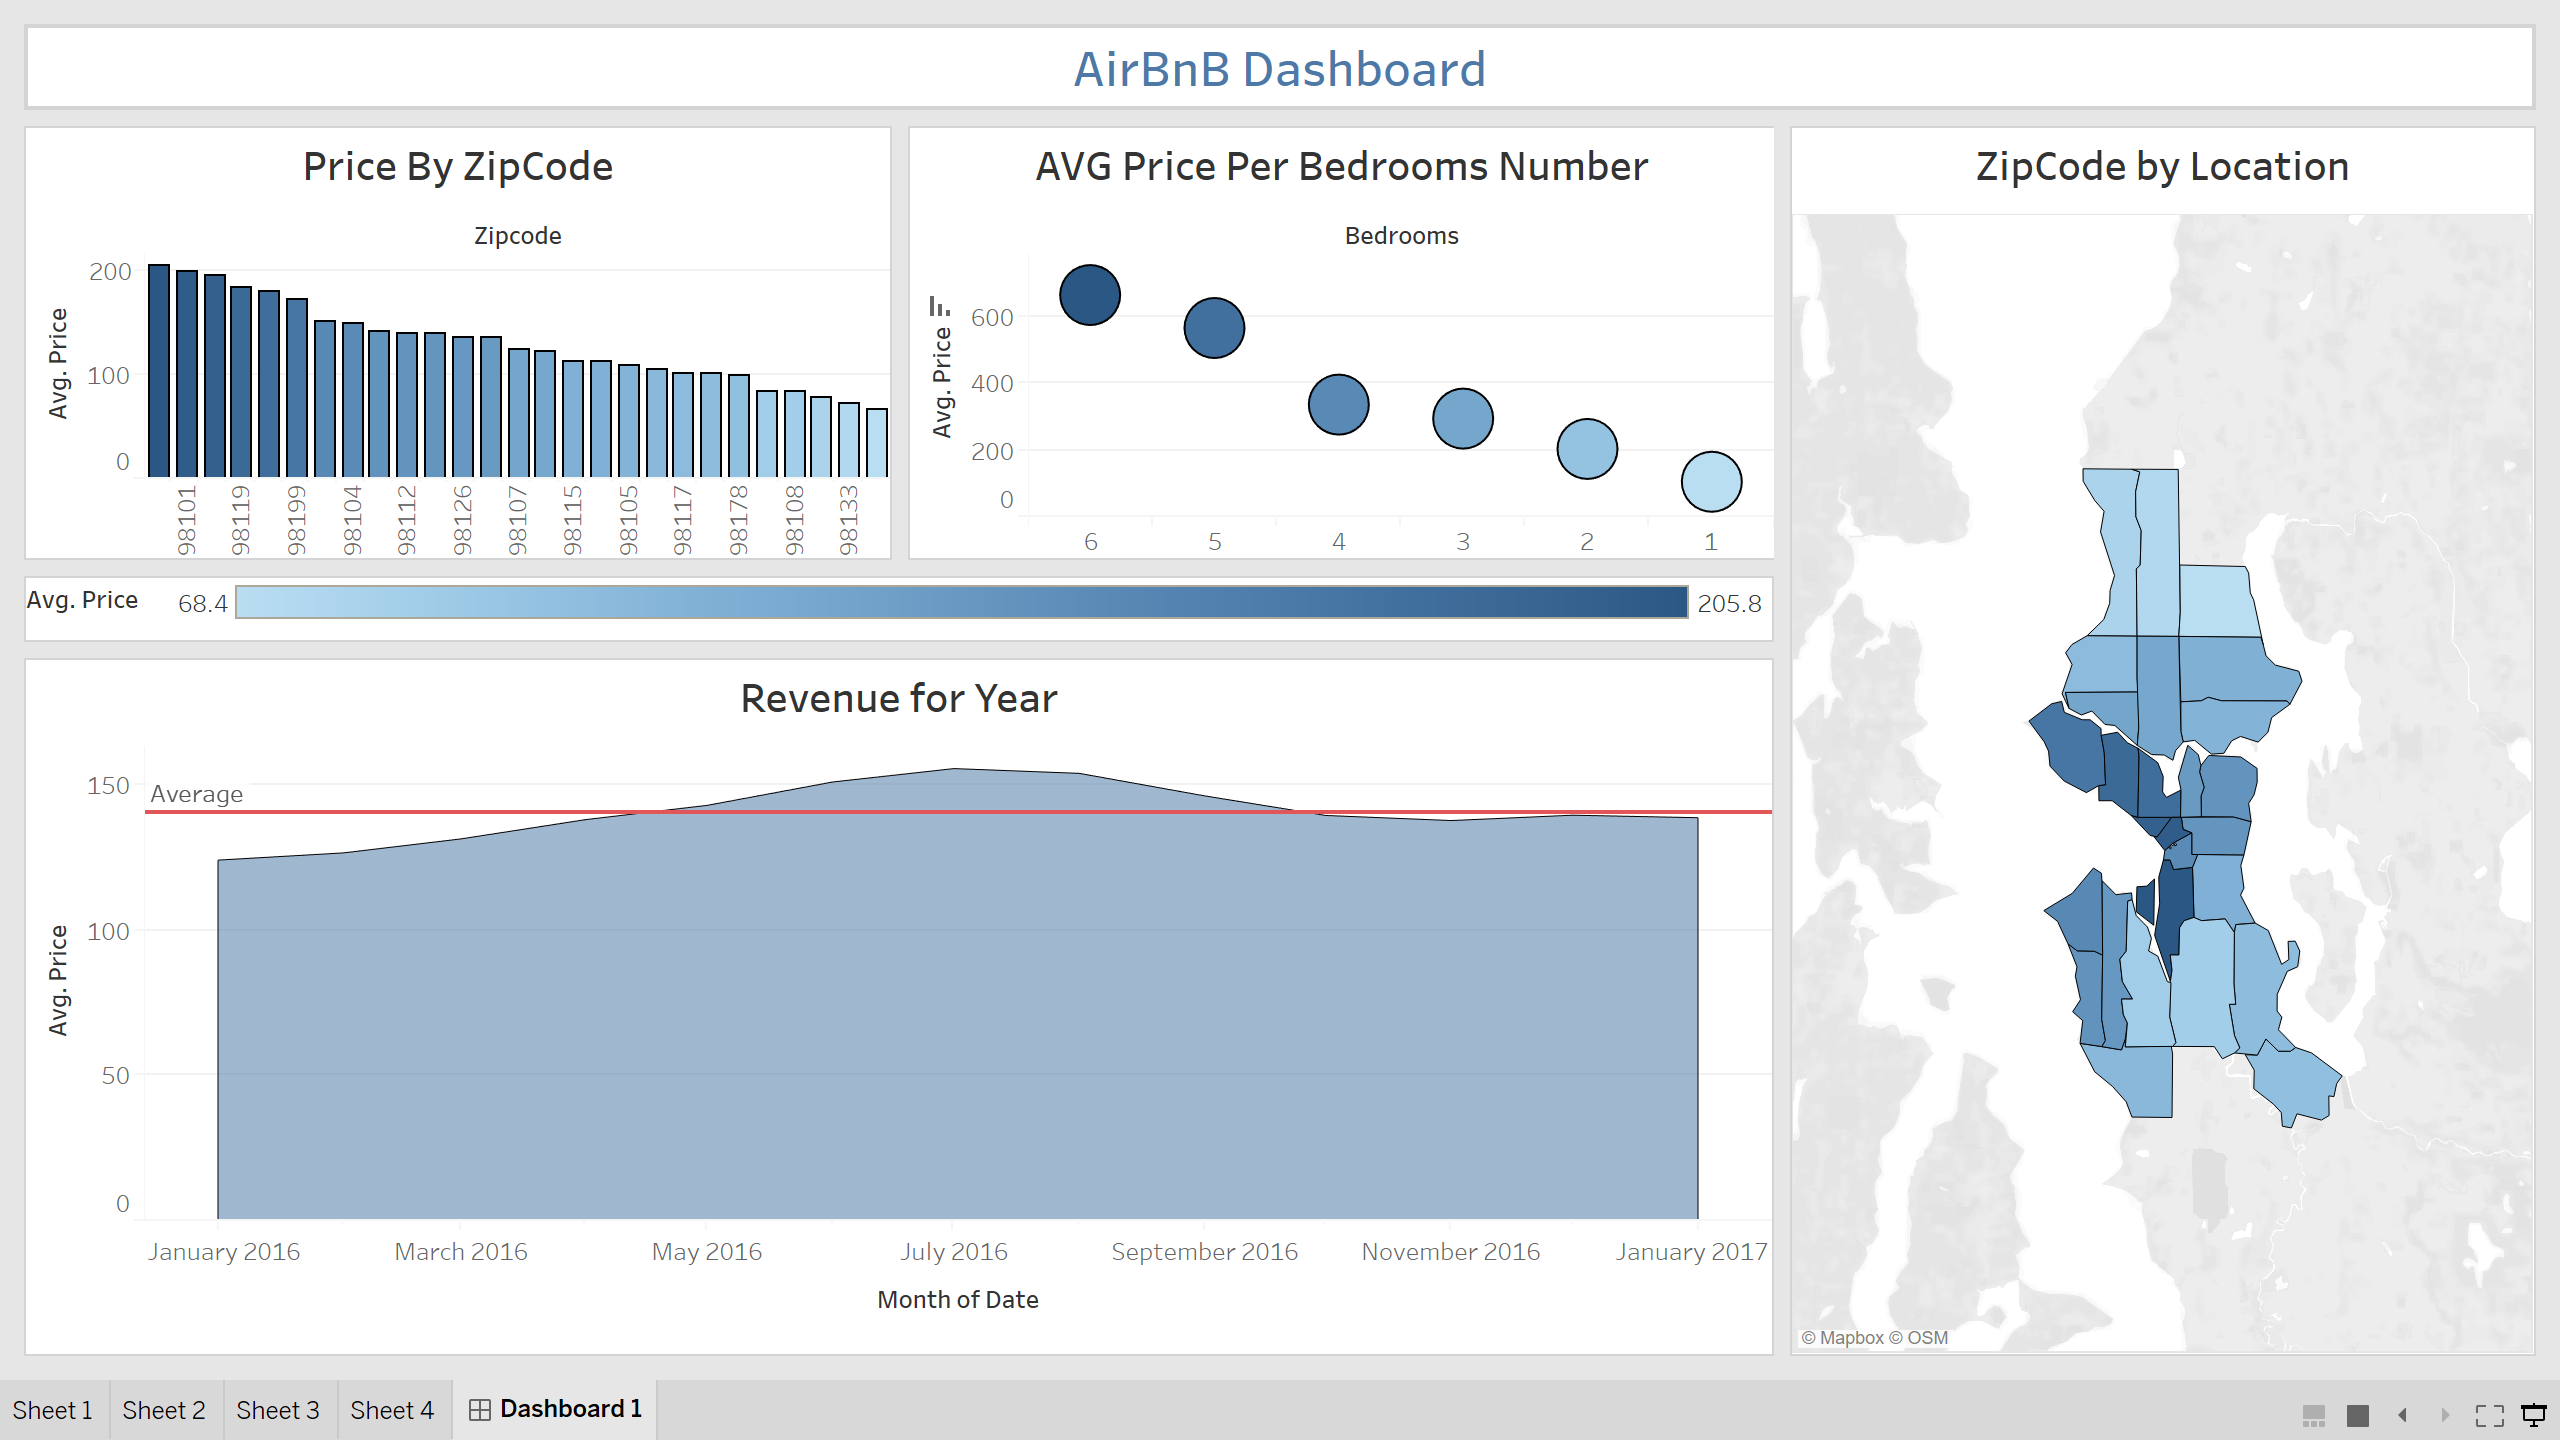 AirBnB Dashboard
Price By ZipCode
Zipcode
Avg. Price
200
100
0
98101
98119
98199
98104
98112
98126
98107
98115
98105
98117
98178
98108
98133
AVG Price Per Bedrooms Number
Bedrooms
Avg. Price
600
400
200
0
6
5
4
3
2
1
ZipCode by Location
© Mapbox © OSM
Avg. Price
68.4
205.8
Revenue for Year
Avg. Price
150
100
50
0
Average
January 2016
March 2016
May 2016
July 2016
September 2016
November 2016
January 2017
Month of Date
Sheet 1
Sheet 2
Sheet 3
Sheet 4
Dashboard 1